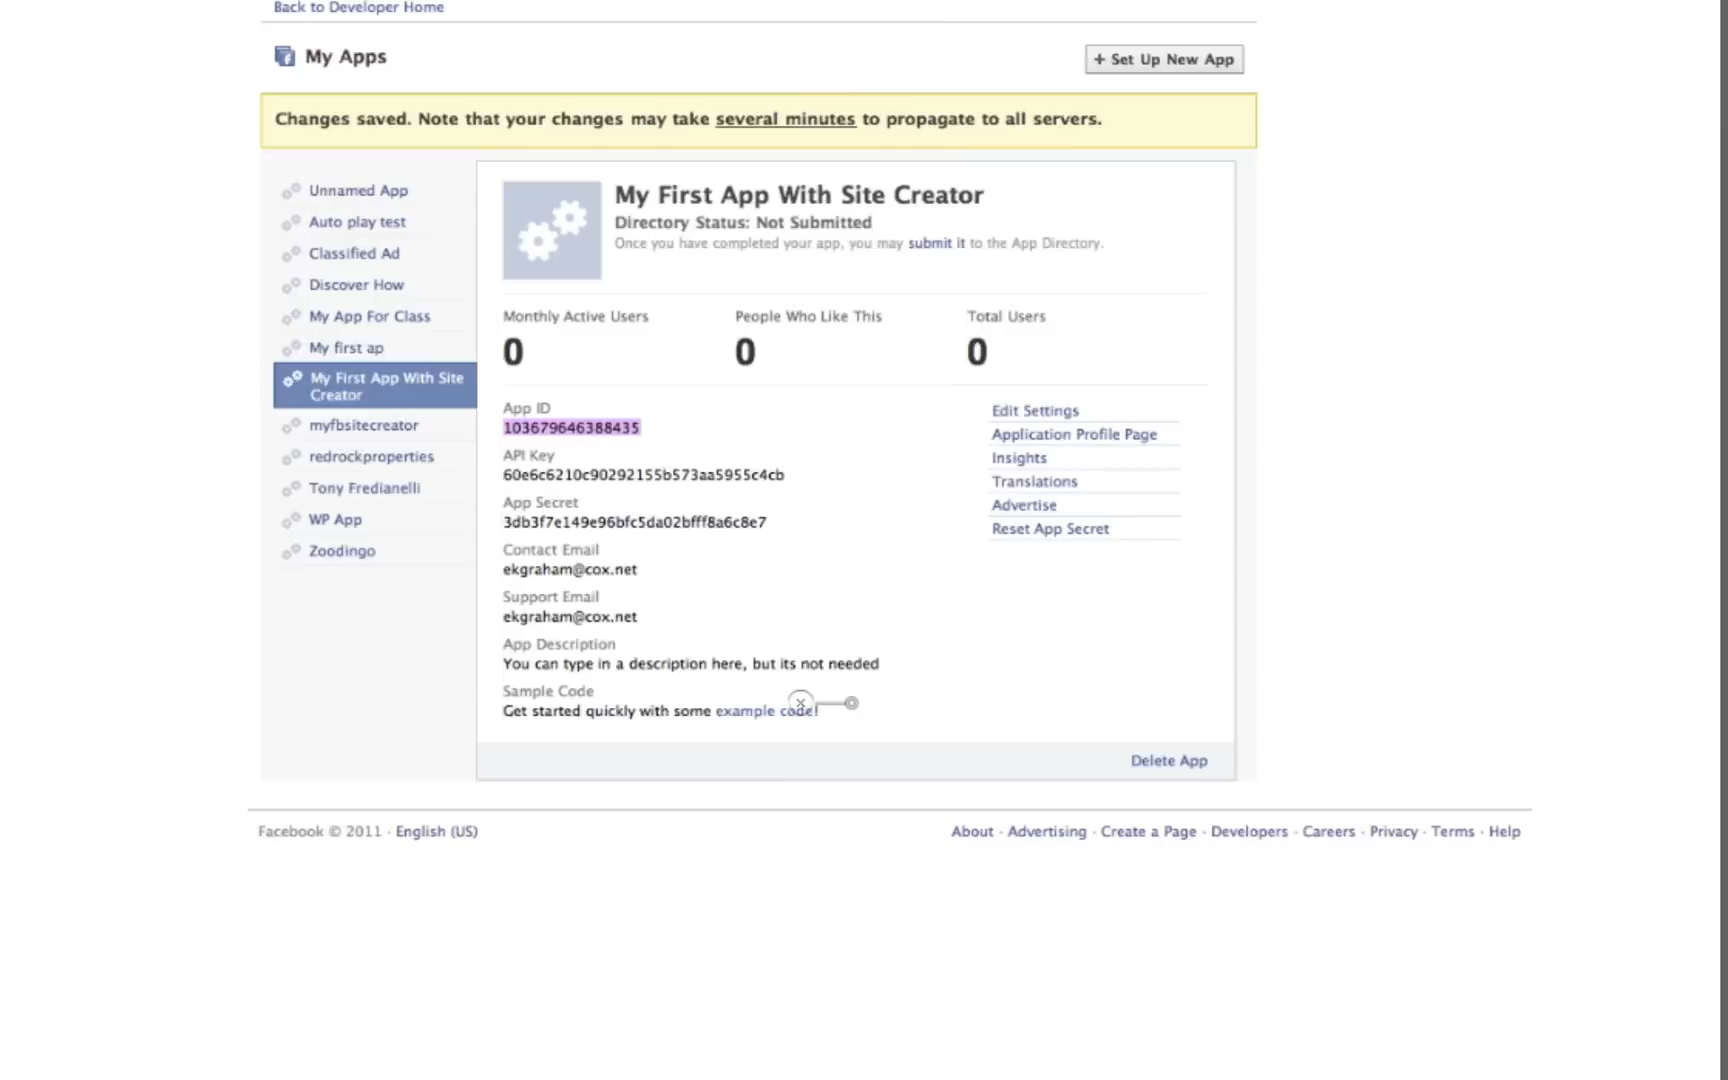 Back to Developer Home
My Apps
+ Set Up New App
Changes saved. Note that your changes may take several minutes to propagate to all servers.
Unnamed App
Auto play test
Classified Ad
Discover How
My App For Class
My first ap
My First App With Site
Creator
myfbsitecreator
redrockproperties
Tony Fredianelli
WP App
Zoodingo
My First App With Site Creator
Directory Status: Not Submitted
Once you have completed your app, you may submit it to the App Directory.
Monthly Active Users
0
People Who Like This
0
Total Users
0
App ID
103679646388435
API Key
60e6c6210c90292155b573aa5955c4cb
App Secret
3db3f7e149e96bfc5da02bfff8a6c8e7
Contact Email
ekgraham@cox.net
Support Email
ekgraham@cox.net
App Description
You can type in a description here, but its not needed
Sample Code
Get started quickly with some example code!
Edit Settings
Application Profile Page
Insights
Translations
Advertise
Reset App Secret
Delete App
Facebook © 2011 · English (US)
About · Advertising · Create a Page · Developers · Careers · Privacy · Terms · Help